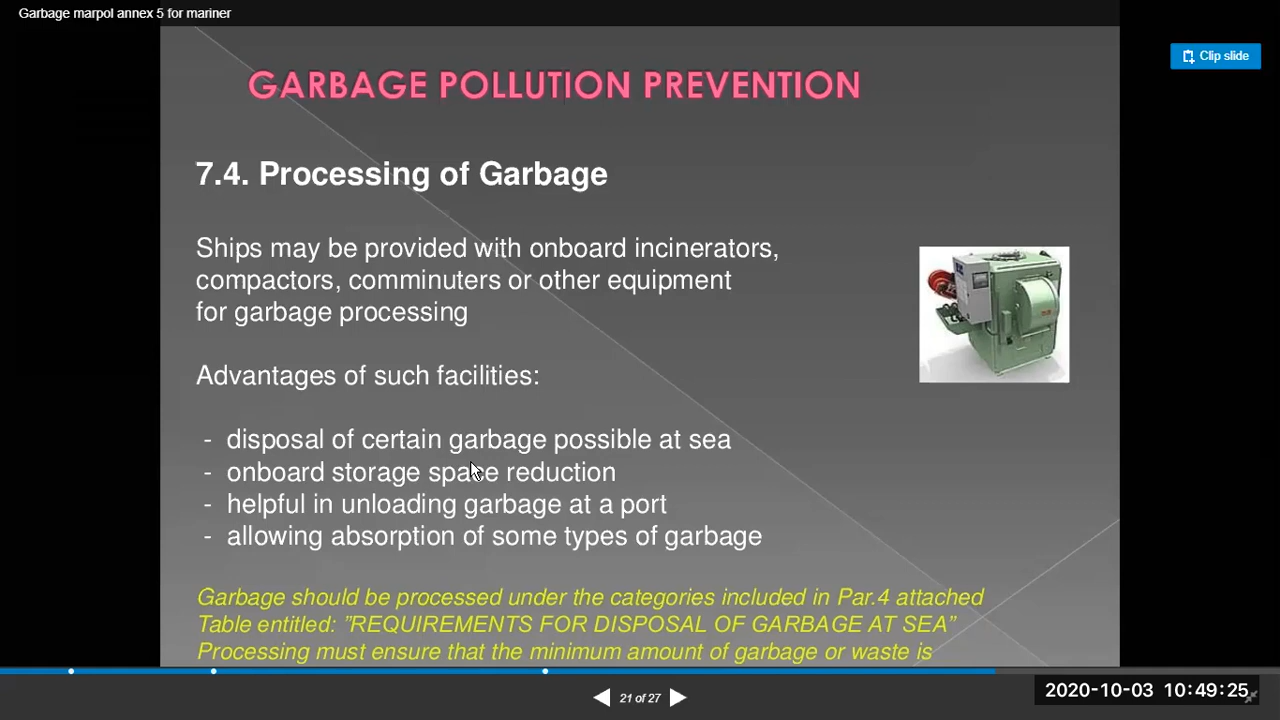 Garbage marpol annex 5 for mariner
Clip slide
GARBAGE POLLUTION PREVENTION
7.4. Processing of Garbage
Ships may be provided with onboard incinerators,
compactors, comminuters or other equipment
for garbage processing
Advantages of such facilities:
- disposal of certain garbage possible at sea
- onboard storage space reduction
- helpful in unloading garbage at a port
- allowing absorption of some types of garbage
Garbage should be processed under the categories included in Par.4 attached
Table entitled: ”REQUIREMENTS FOR DISPOSAL OF GARBAGE AT SEA”
Processing must ensure that the minimum amount of garbage or waste is
21 of 27
2020-10-03 10:49:25